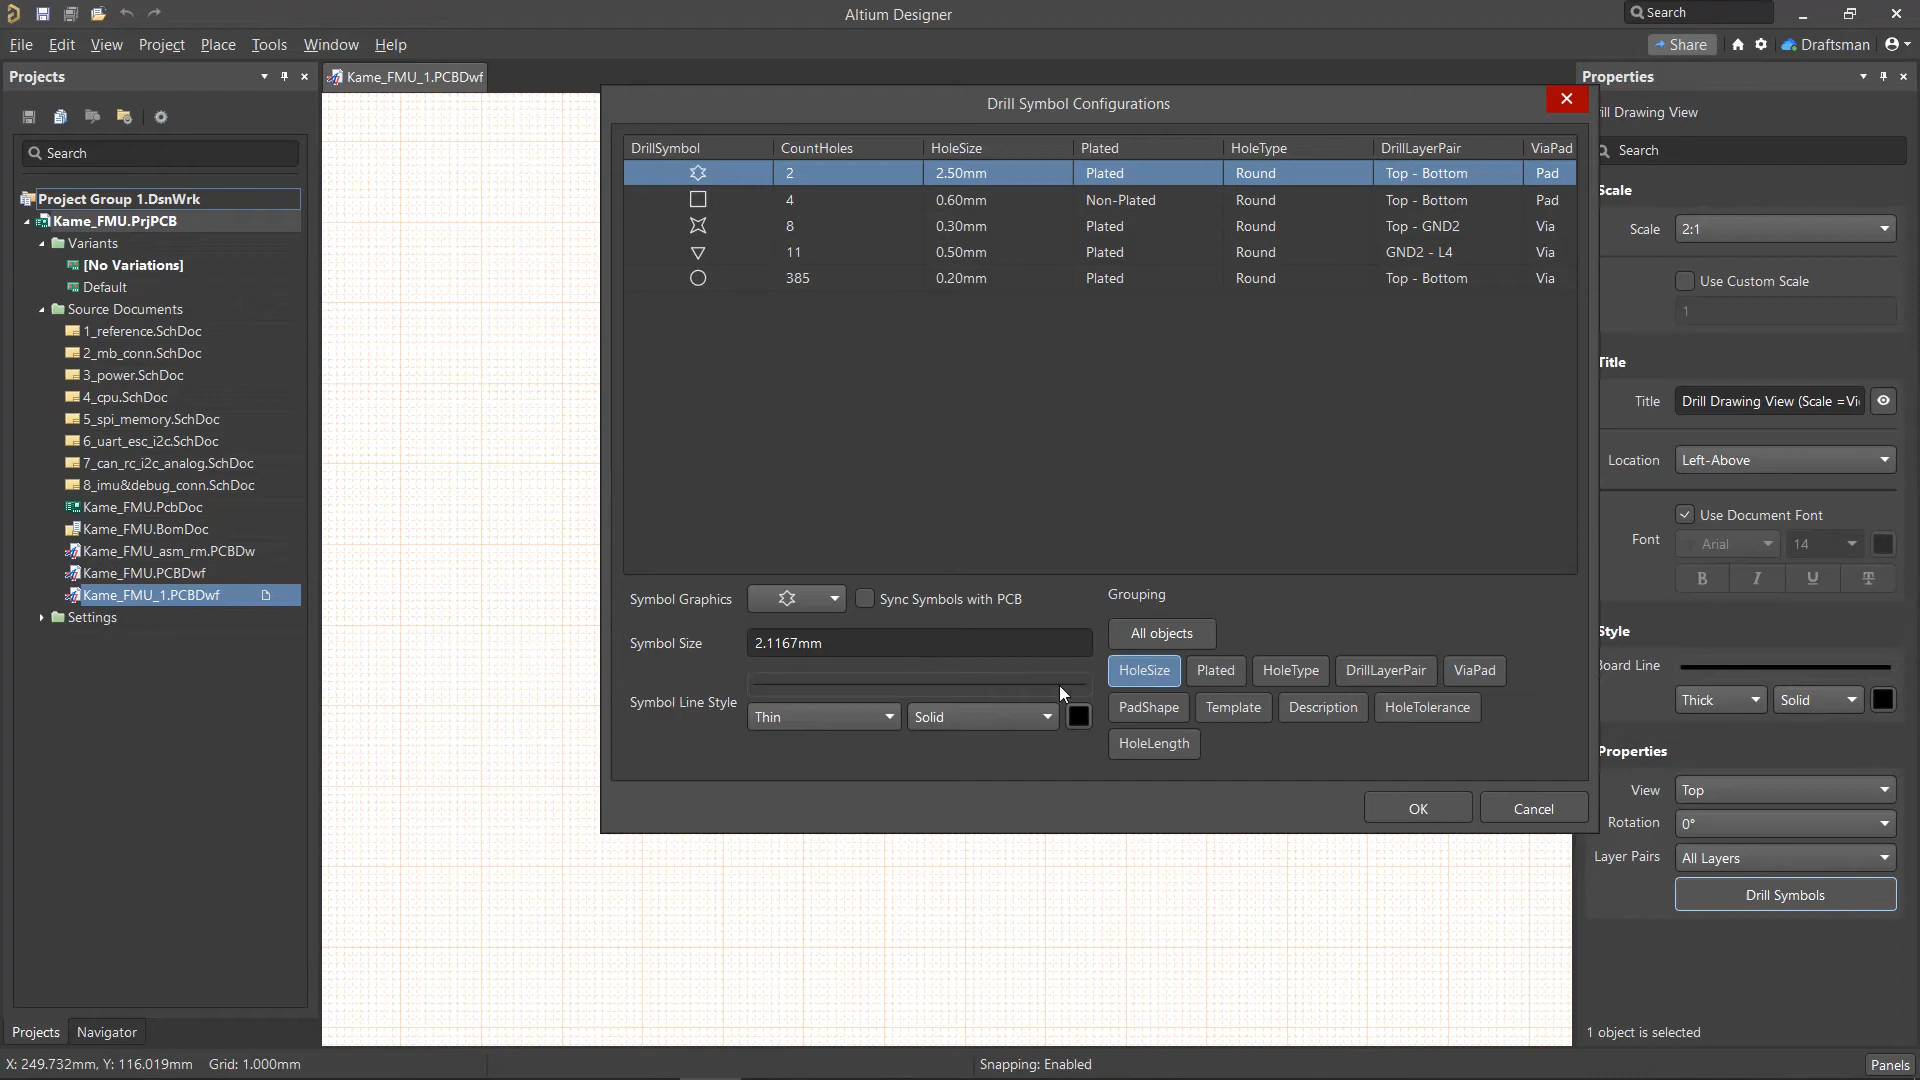 Altium Designer
Search
File Edit View Project Place Tools Window Help
Share
Draftsman
Projects
Kame_FMU_1.PCBDwf
Properties
Search
Project Group 1.DsnWrk
Kame_FMU.PrjPCB
Variants
[No Variations]
Default
Source Documents
1_reference.SchDoc
2_mb_conn.SchDoc
3_power.SchDoc
4_cpu.SchDoc
5_spi_memory.SchDoc
6_uart_esc_i2c.SchDoc
7_can_rc_i2c_analog.SchDoc
8_imu&debug_conn.SchDoc
Kame_FMU.PcbDoc
Kame_FMU.BomDoc
Kame_FMU_asm_rm.PCBDw
Kame_FMU.PCBDwf
Kame_FMU_1.PCBDwf
Settings
Projects Navigator
Drill Symbol Configurations
DrillSymbol CountHoles HoleSize Plated HoleType DrillLayerPair ViaPad
2 2.50mm Plated Round Top - Bottom Pad
4 0.60mm Non-Plated Round Top - Bottom Pad
8 0.30mm Plated Round Top - GND2 Via
11 0.50mm Plated Round GND2 - L4 Via
385 0.20mm Plated Round Top - Bottom Via
Symbol Graphics
Sync Symbols with PCB
Symbol Size 2.1167mm
Symbol Line Style
Thin Solid
Grouping
All objects
HoleSize Plated HoleType DrillLayerPair ViaPad
PadShape Template Description HoleTolerance
HoleLength
OK Cancel
ill Drawing View
Search
Scale
Scale 2:1
Use Custom Scale
1
Title
Title Drill Drawing View (Scale =Vi
Location Left-Above
Use Document Font
Font Arial 14
B I U T
Style
Board Line
Thick Solid
Properties
View Top
Rotation 0°
Layer Pairs All Layers
Drill Symbols
1 object is selected
X: 249.732mm, Y: 116.019mm Grid: 1.000mm
Snapping: Enabled
Panels